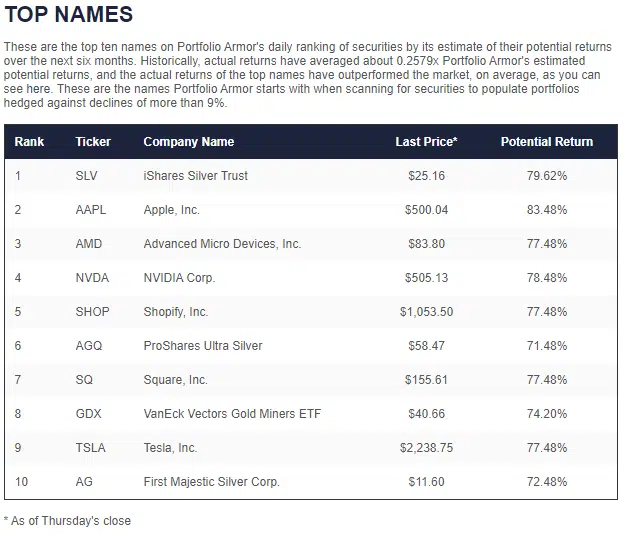 TOP NAMES
These are the top ten names on Portfolio Armor's daily ranking of securities by its estimate of their potential returns
over the next six months. Historically, actual returns have averaged about 0.2579x Portfolio Armor's estimated
potential returns, and the actual returns of the top names have outperformed the market, on average, as you can
see here. These are the names Portfolio Armor starts with when scanning for securities to populate portfolios
hedged against declines of more than 9%.
Rank Ticker Company Name Last Price* Potential Return
1 SLV iShares Silver Trust $25.16 79.62%
2 AAPL Apple, Inc. $500.04 83.48%
3 AMD Advanced Micro Devices, Inc. $83.80 77.48%
4 NVDA NVIDIA Corp. $505.13 78.48%
5 SHOP Shopify, Inc. $1,053.50 77.48%
6 AGQ ProShares Ultra Silver $58.47 71.48%
7 SQ Square, Inc. $155.61 77.48%
8 GDX VanEck Vectors Gold Miners ETF $40.66 74.20%
9 TSLA Tesla, Inc. $2,238.75 77.48%
10 AG First Majestic Silver Corp. $11.60 72.48%
* As of Thursday's close